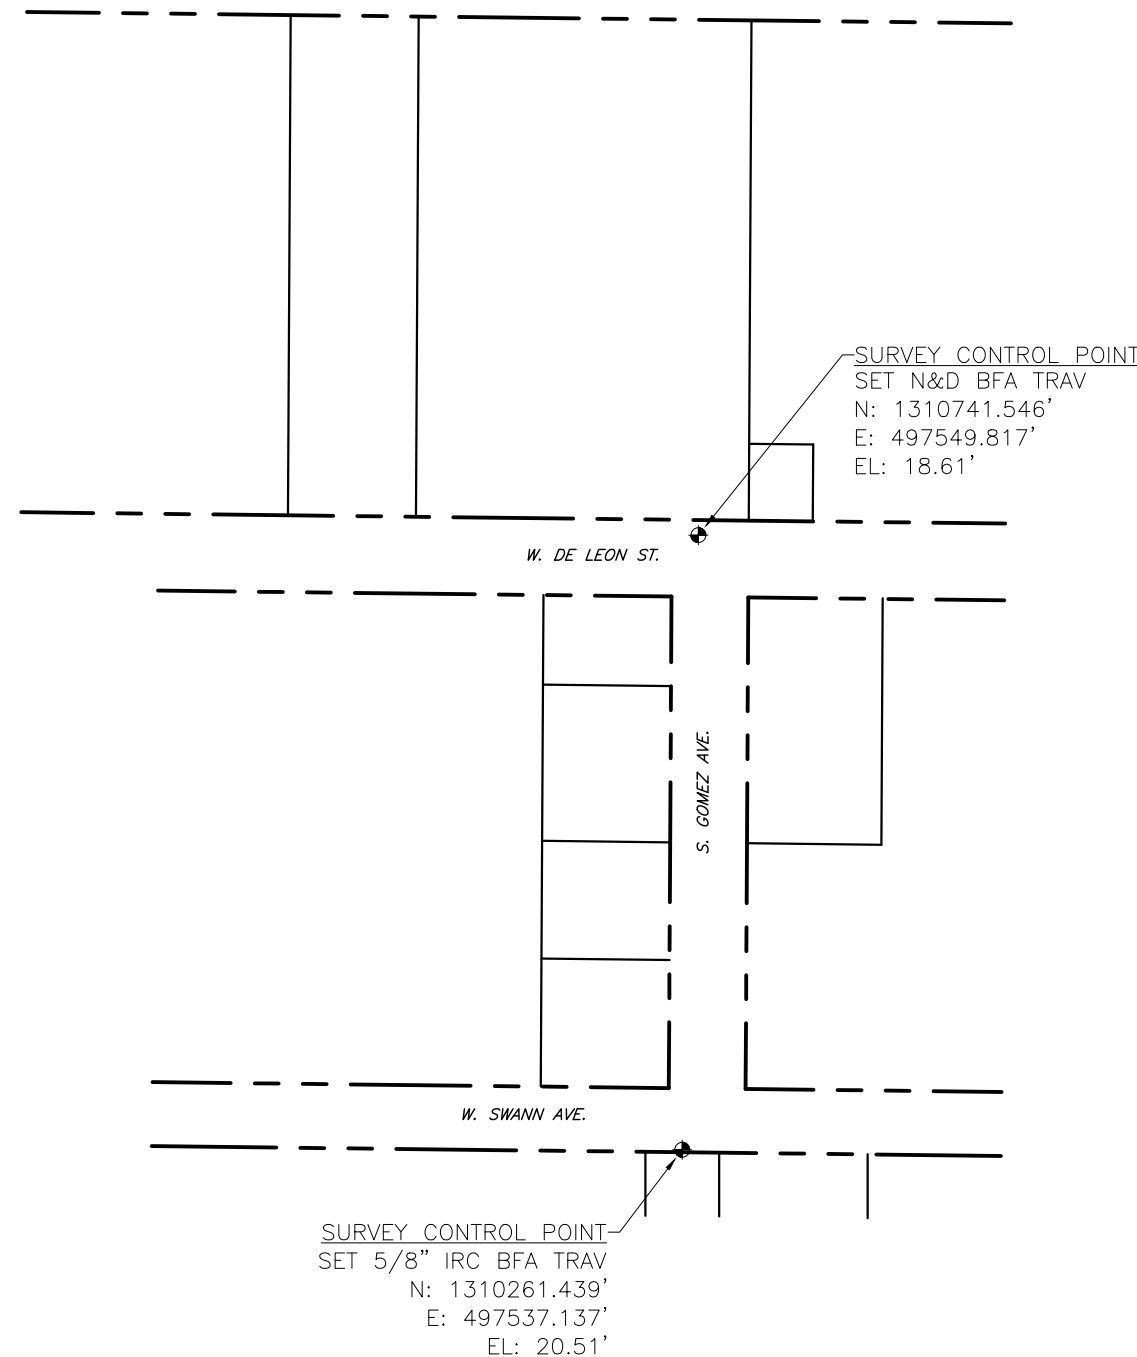 SURVEY CONTROL POINT
SET N&D BFA TRAV
N: 1310741.546'
E: 497549.817'
EL: 18.61'
W. DE LEON ST.
S. GOMEZ AVE.
W. SWANN AVE.
SURVEY CONTROL POINT
SET 5/8" IRC BFA TRAV
N: 1310261.439'
E: 497537.137'
EL: 20.51'